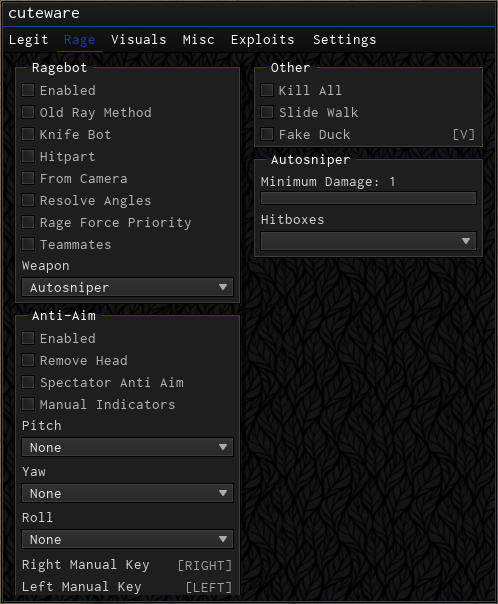 cuteware
Legit Rage Visuals Misc Exploits Settings
Ragebot
Enabled
Old Ray Method
Knife Bot
Hitpart
From Camera
Resolve Angles
Rage Force Priority
Teammates
Weapon
Autosniper
Anti-Aim
Enabled
Remove Head
Spectator Anti Aim
Manual Indicators
Pitch
None
Yaw
None
Roll
None
Right Manual Key [RIGHT]
Left Manual Key [LEFT]
Other
Kill All
Slide Walk
Fake Duck [V]
Autosniper
Minimum Damage: 1
Hitboxes